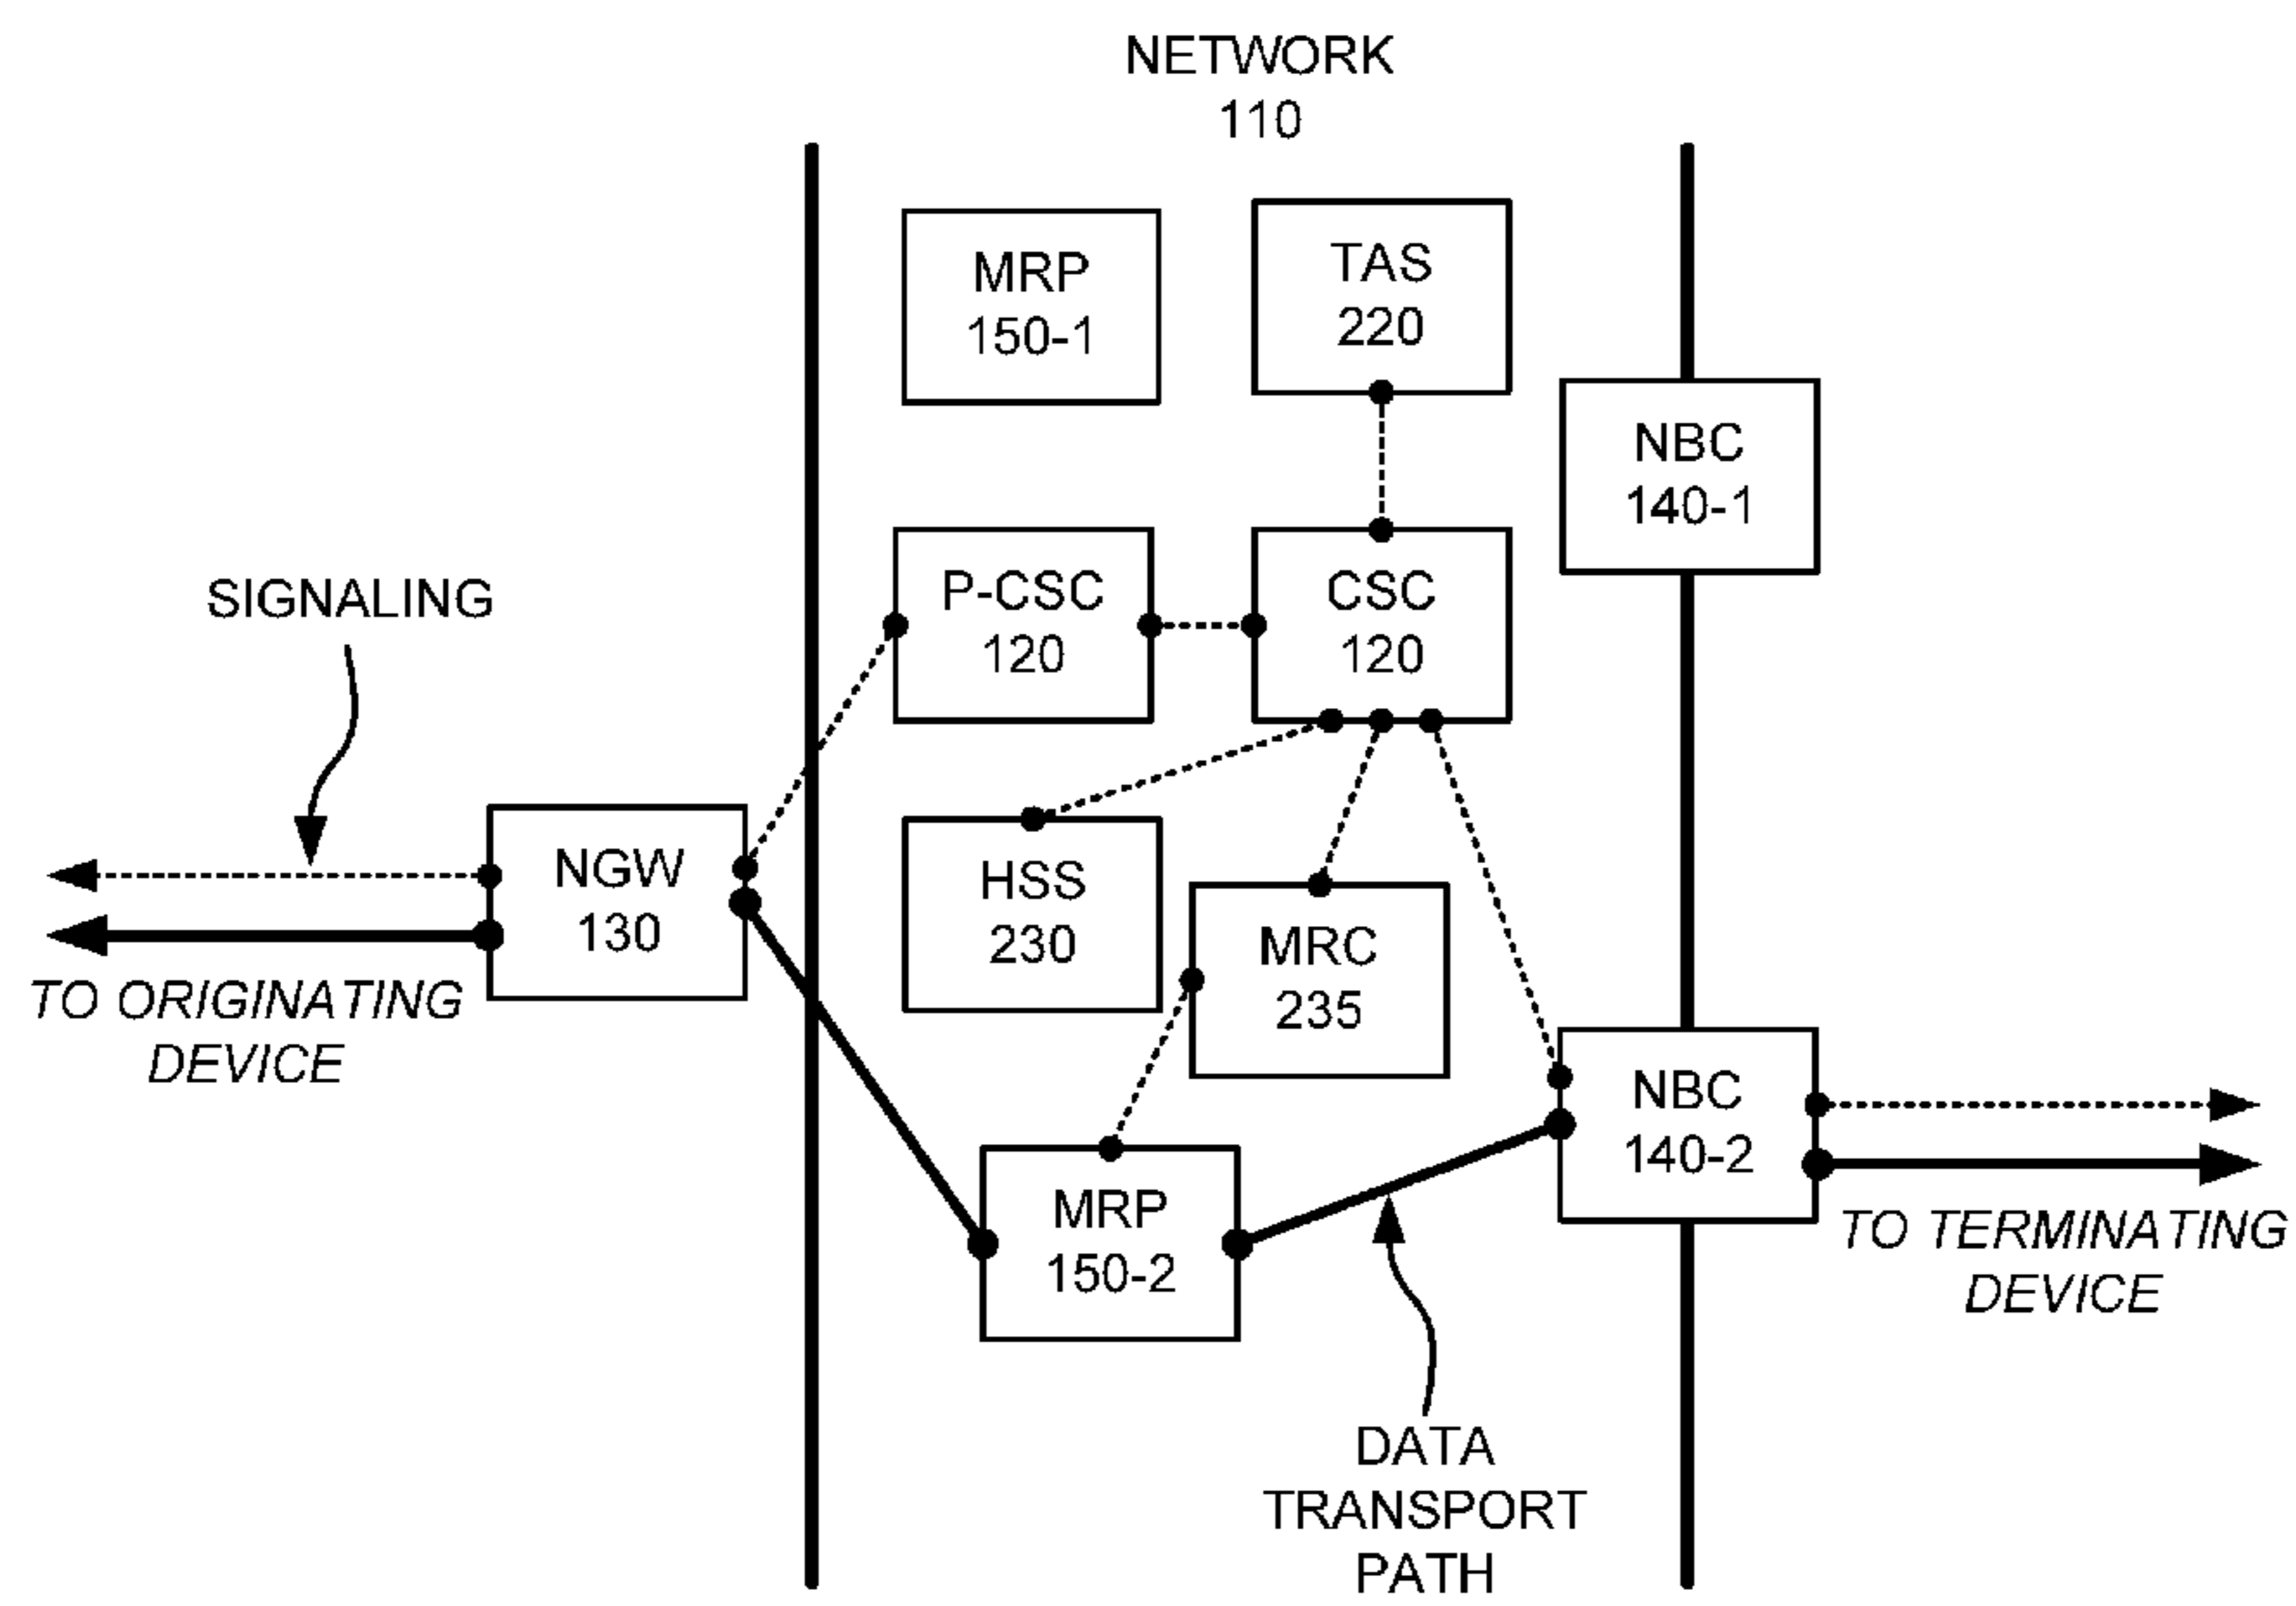 NETWORK
110
MRP
150-1
TAS
220
NBC
140-1
SIGNALING
P-CSC
120
CSC
120
NGW
130
HSS
230
MRC
235
TO ORIGINATING
DEVICE
NBC
140-2
MRP
150-2
TO TERMINATING
DEVICE
DATA
TRANSPORT
PATH